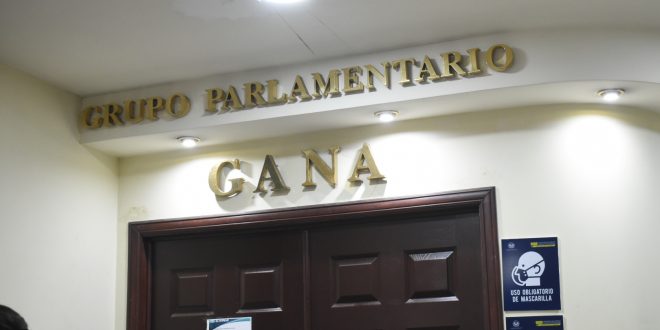 GRUPO PARLAMENTARIO
GANA
USO OBLIGATORIO
DE MASCARILLA